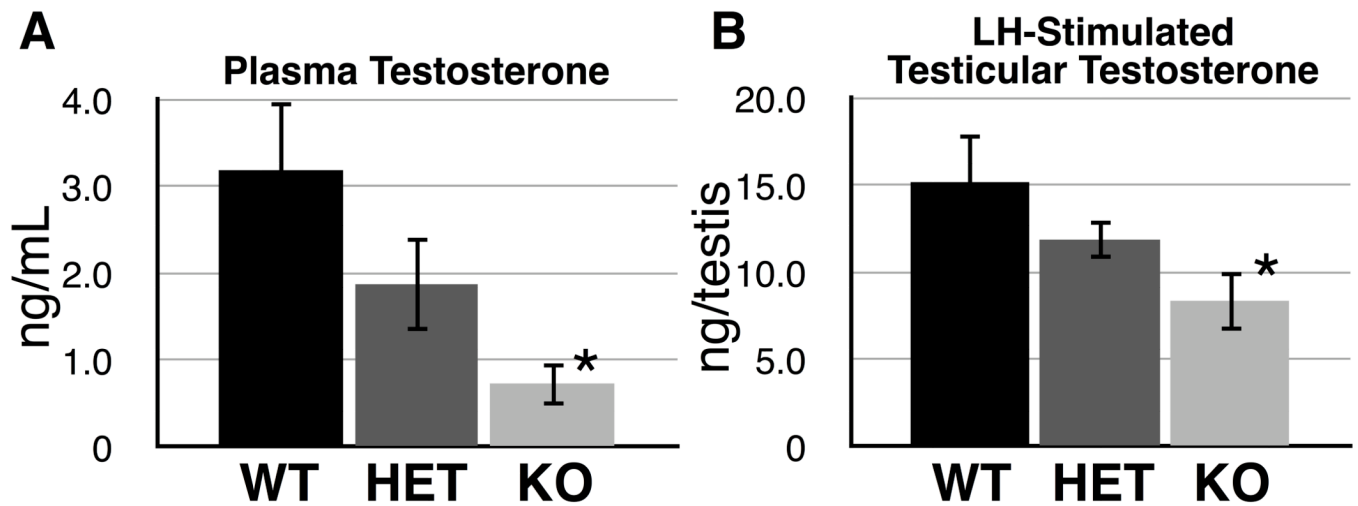 A
Plasma Testosterone
4.0
3.0
2.0
1.0
0
ng/mL
WT HET KO
*
B
LH-Stimulated
Testicular Testosterone
20.0
15.0
10.0
5.0
0
ng/testis
WT HET KO
*